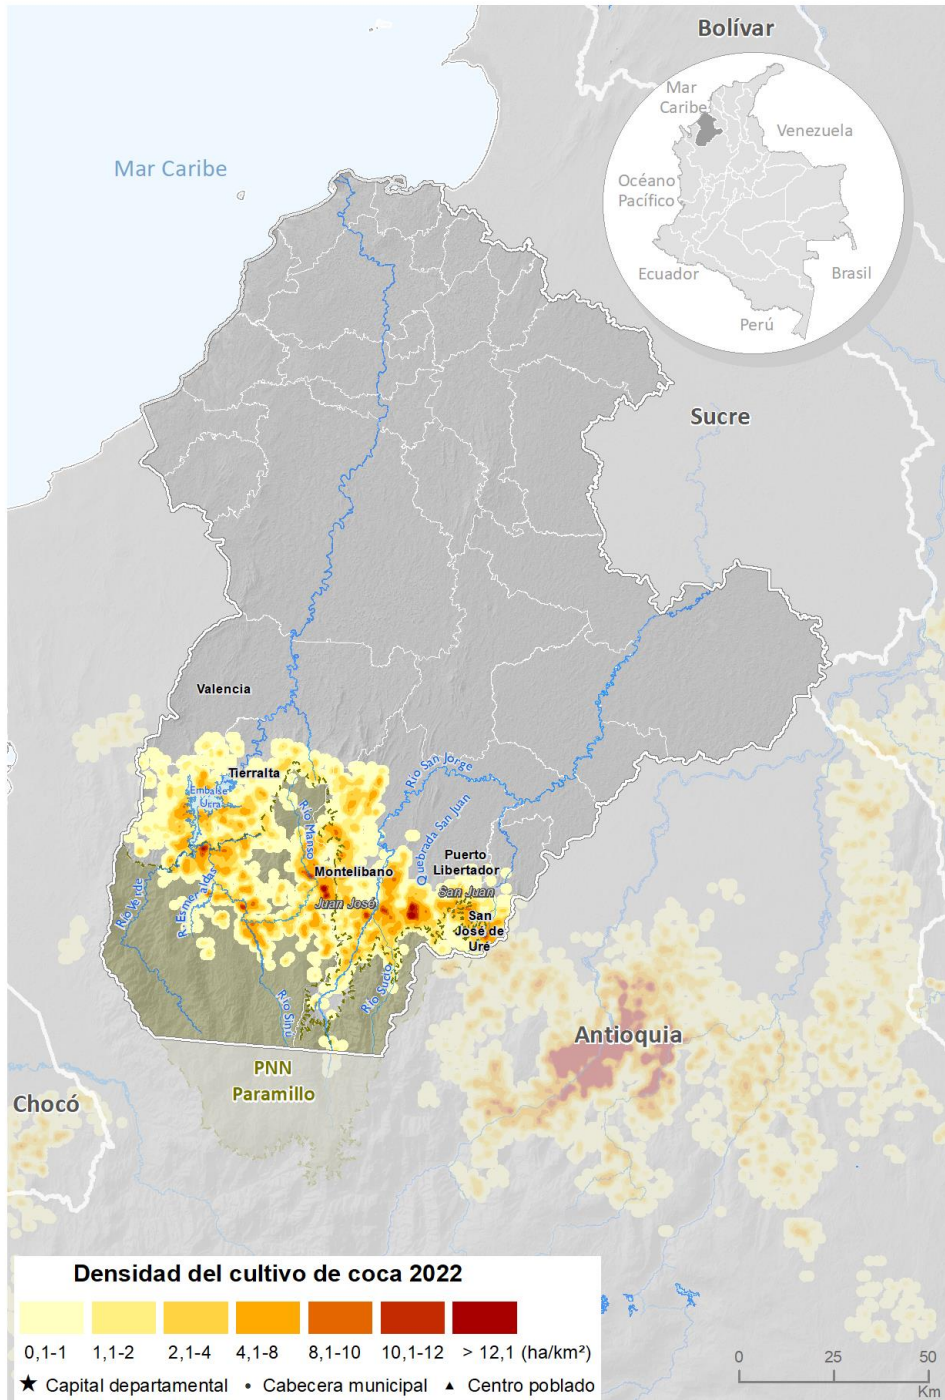 Bolívar
Mar
Caribe
Venezuela
Océano
Pacífico
Ecuador
Brasil
Perú
Mar Caribe
Sucre
Valencia
Tierralta
Embalse
Urra
Río San Jorge
Quebrada San Juan
Río Manso
Puerto
Libertador
Montelibano
San Juan
Juan José
San
José de
Ure
Río Verde
R. Esmeraldas
Río Sinú
Río Sucio
Antioquia
PNN
Paramillo
Chocó
Densidad del cultivo de coca 2022
0,1-1 1,1-2 2,1-4 4,1-8 8,1-10 10,1-12 > 12,1 (ha/km²)
★ Capital departamental • Cabecera municipal ▲ Centro poblado
0 25 50
Km